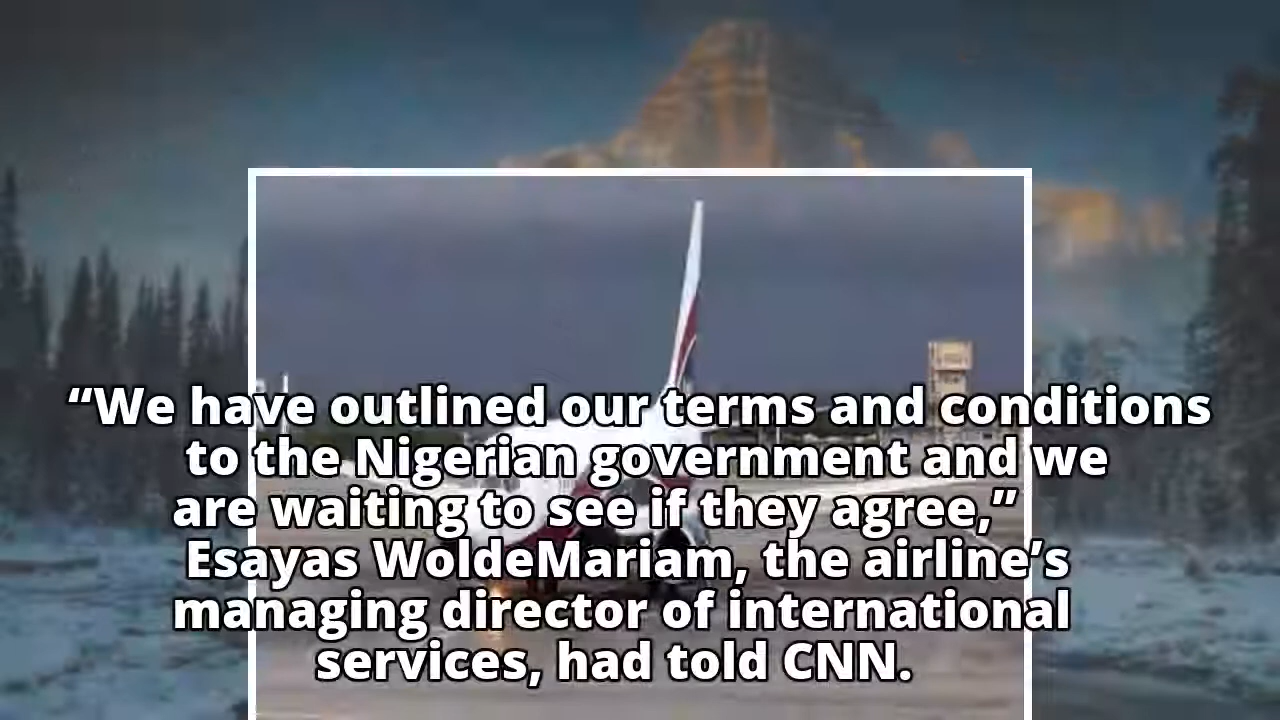 “We have outlined our terms and conditions
to the Nigerian government and we
are waiting to see if they agree,”
Esayas WoldeMariam, the airline’s
managing director of international
services, had told CNN.